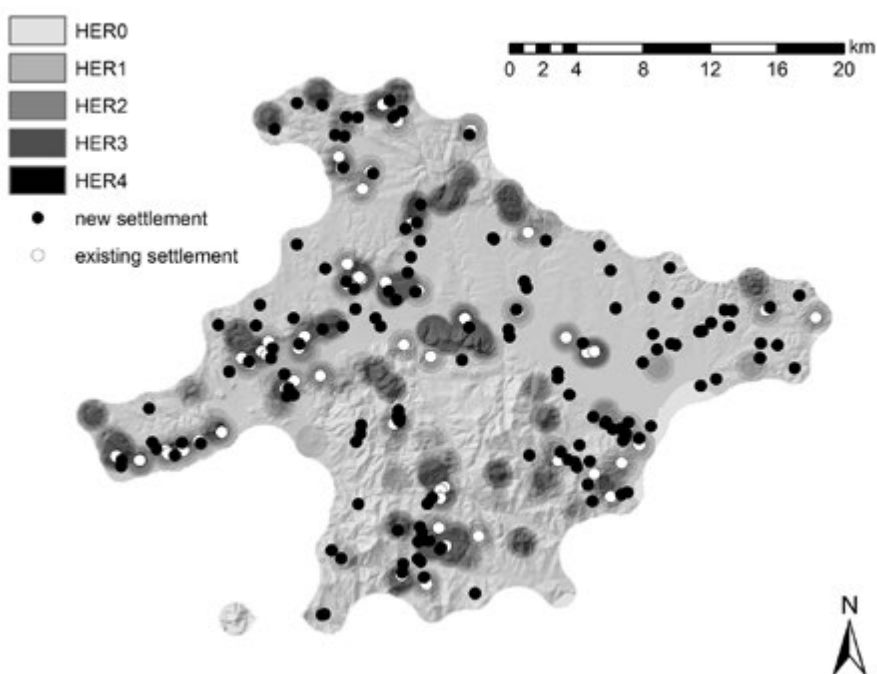 HER0
HER1
HER2
HER3
HER4
new settlement
existing settlement
km
0 2 4 8 12 16 20
N